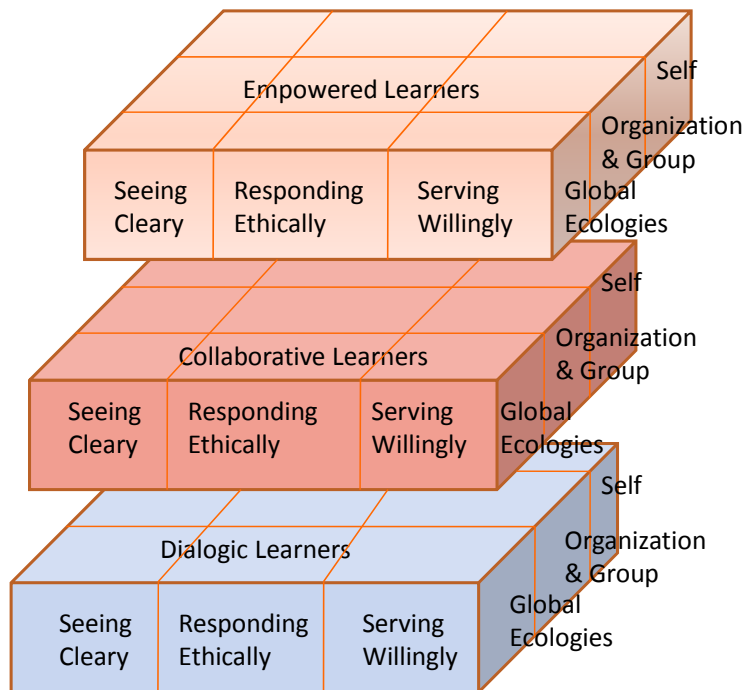 Self
Empowered Learners
Organization
& Group
Seeing
Cleary
Responding
Ethically
Serving
Willingly
Global
Ecologies
Self
Organization
& Group
Collaborative Learners
Seeing
Cleary
Responding
Ethically
Serving
Willingly
Global
Ecologies
Self
Organization
& Group
Dialogic Learners
Global
Ecologies
Seeing
Cleary
Responding
Ethically
Serving
Willingly